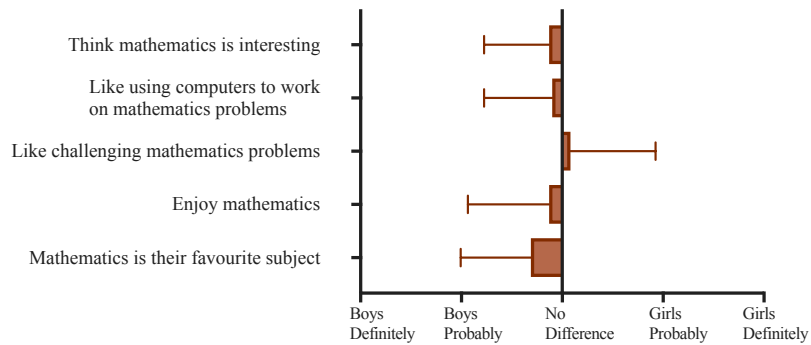 Think mathematics is interesting
Like using computers to work
on mathematics problems
Like challenging mathematics problems
Enjoy mathematics
Mathematics is their favourite subject
Boys
Definitely
Boys
Probably
No
Difference
Girls
Probably
Girls
Definitely